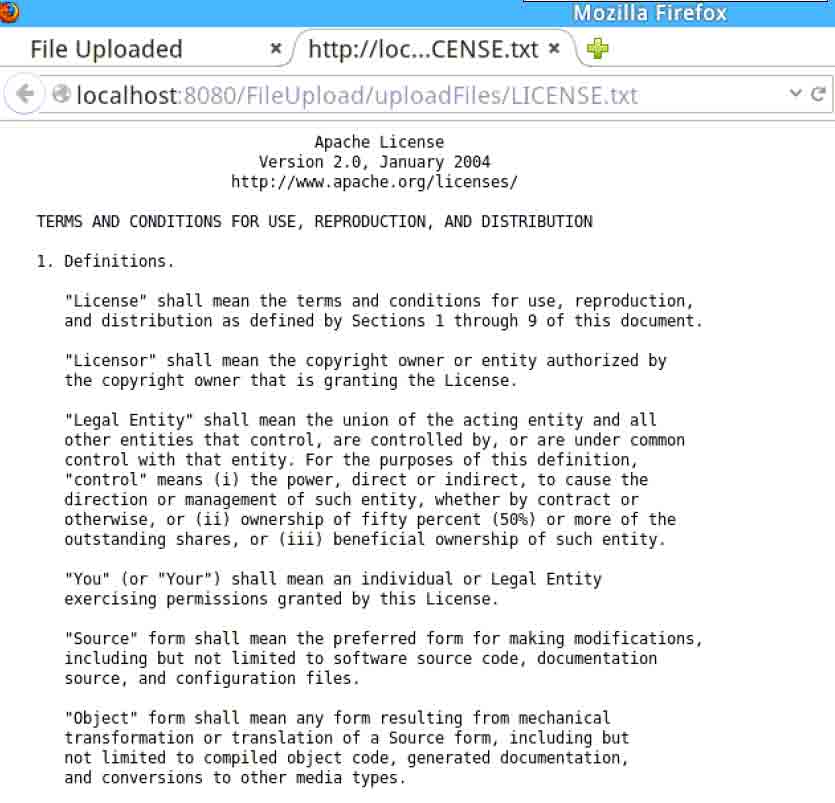 Mozilla Firefox
File Uploaded
http://loc...CENSE.txt
localhost:8080/FileUpload/uploadFiles/LICENSE.txt
Apache License
Version 2.0, January 2004
http://www.apache.org/licenses/
TERMS AND CONDITIONS FOR USE, REPRODUCTION, AND DISTRIBUTION
1. Definitions.
"License" shall mean the terms and conditions for use, reproduction,
and distribution as defined by Sections 1 through 9 of this document.
"Licensor" shall mean the copyright owner or entity authorized by
the copyright owner that is granting the License.
"Legal Entity" shall mean the union of the acting entity and all
other entities that control, are controlled by, or are under common
control with that entity. For the purposes of this definition,
"control" means (i) the power, direct or indirect, to cause the
direction or management of such entity, whether by contract or
otherwise, or (ii) ownership of fifty percent (50%) or more of the
outstanding shares, or (iii) beneficial ownership of such entity.
"You" (or "Your") shall mean an individual or Legal Entity
exercising permissions granted by this License.
"Source" form shall mean the preferred form for making modifications,
including but not limited to software source code, documentation
source, and configuration files.
"Object" form shall mean any form resulting from mechanical
transformation or translation of a Source form, including but
not limited to compiled object code, generated documentation,
and conversions to other media types.